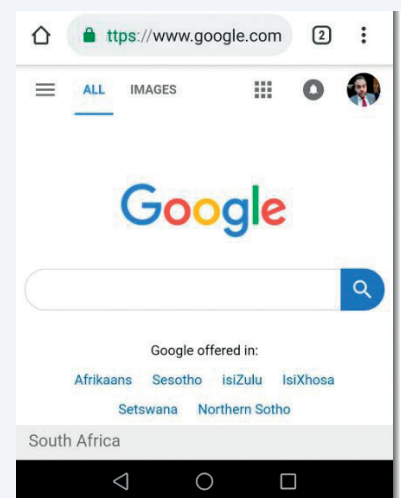 ttps://www.google.com 2
ALL IMAGES
Google
Google offered in:
Afrikaans Sesotho isiZulu IsiXhosa
Setswana Northern Sotho
South Africa